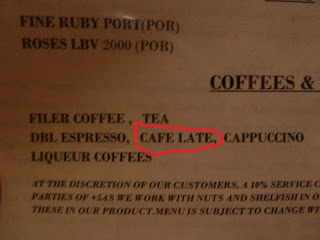 FINE RUBY PORT(POR)
ROSES LBV 2000 (POR)
COFFEES &
FILER COFFEE , TEA
DBL ESPRESSO, CAFE LATE, CAPPUCCINO
LIQUEUR COFFEES
AT THE DISCRETION OF OUR CUSTOMERS, A 10% SERVICE C
PARTIES OF +5AS WE WORK WITH NUTS AND SHELFISH IN O
THESE IN OUR PRODUCT.MENU IS SUBJECT TO CHANGE WI